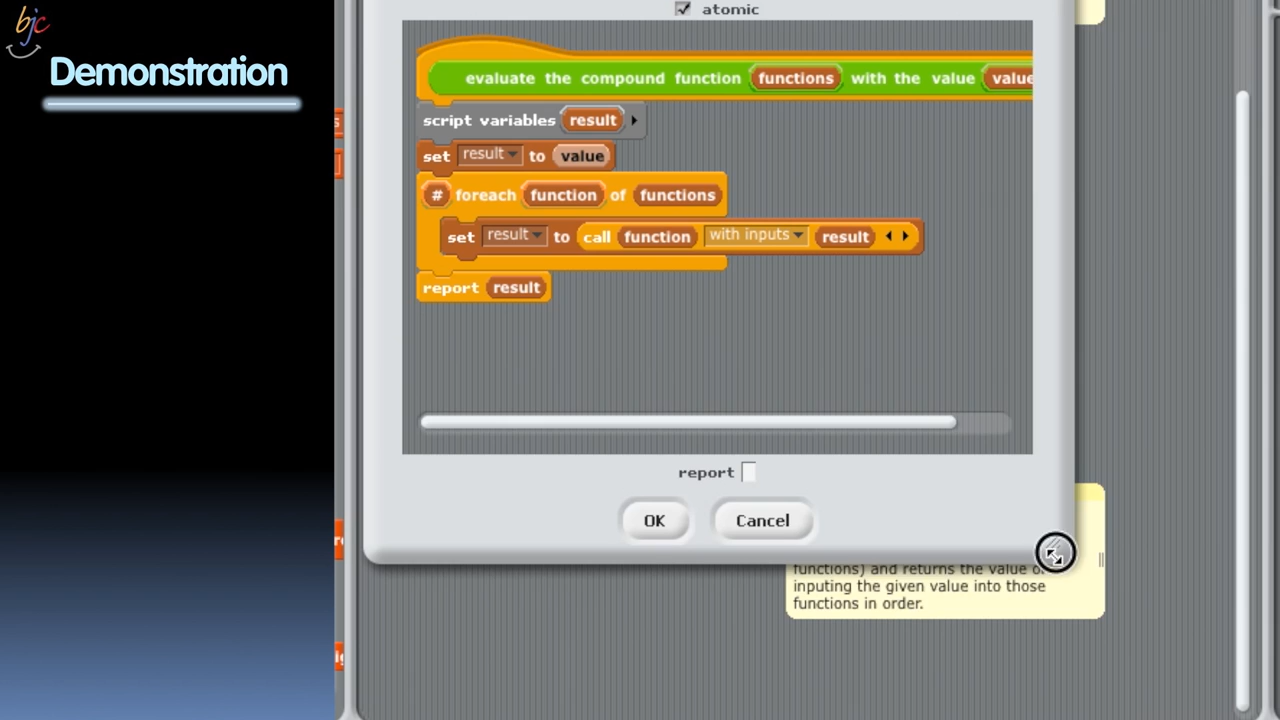 bjc
Demonstration
atomic
evaluate the compound function functions with the value value
script variables result
set result to value
# foreach function of functions
set result to call function with inputs result
report result
report
OK Cancel
functions) and returns the value
inputing the given value into those
functions in order.